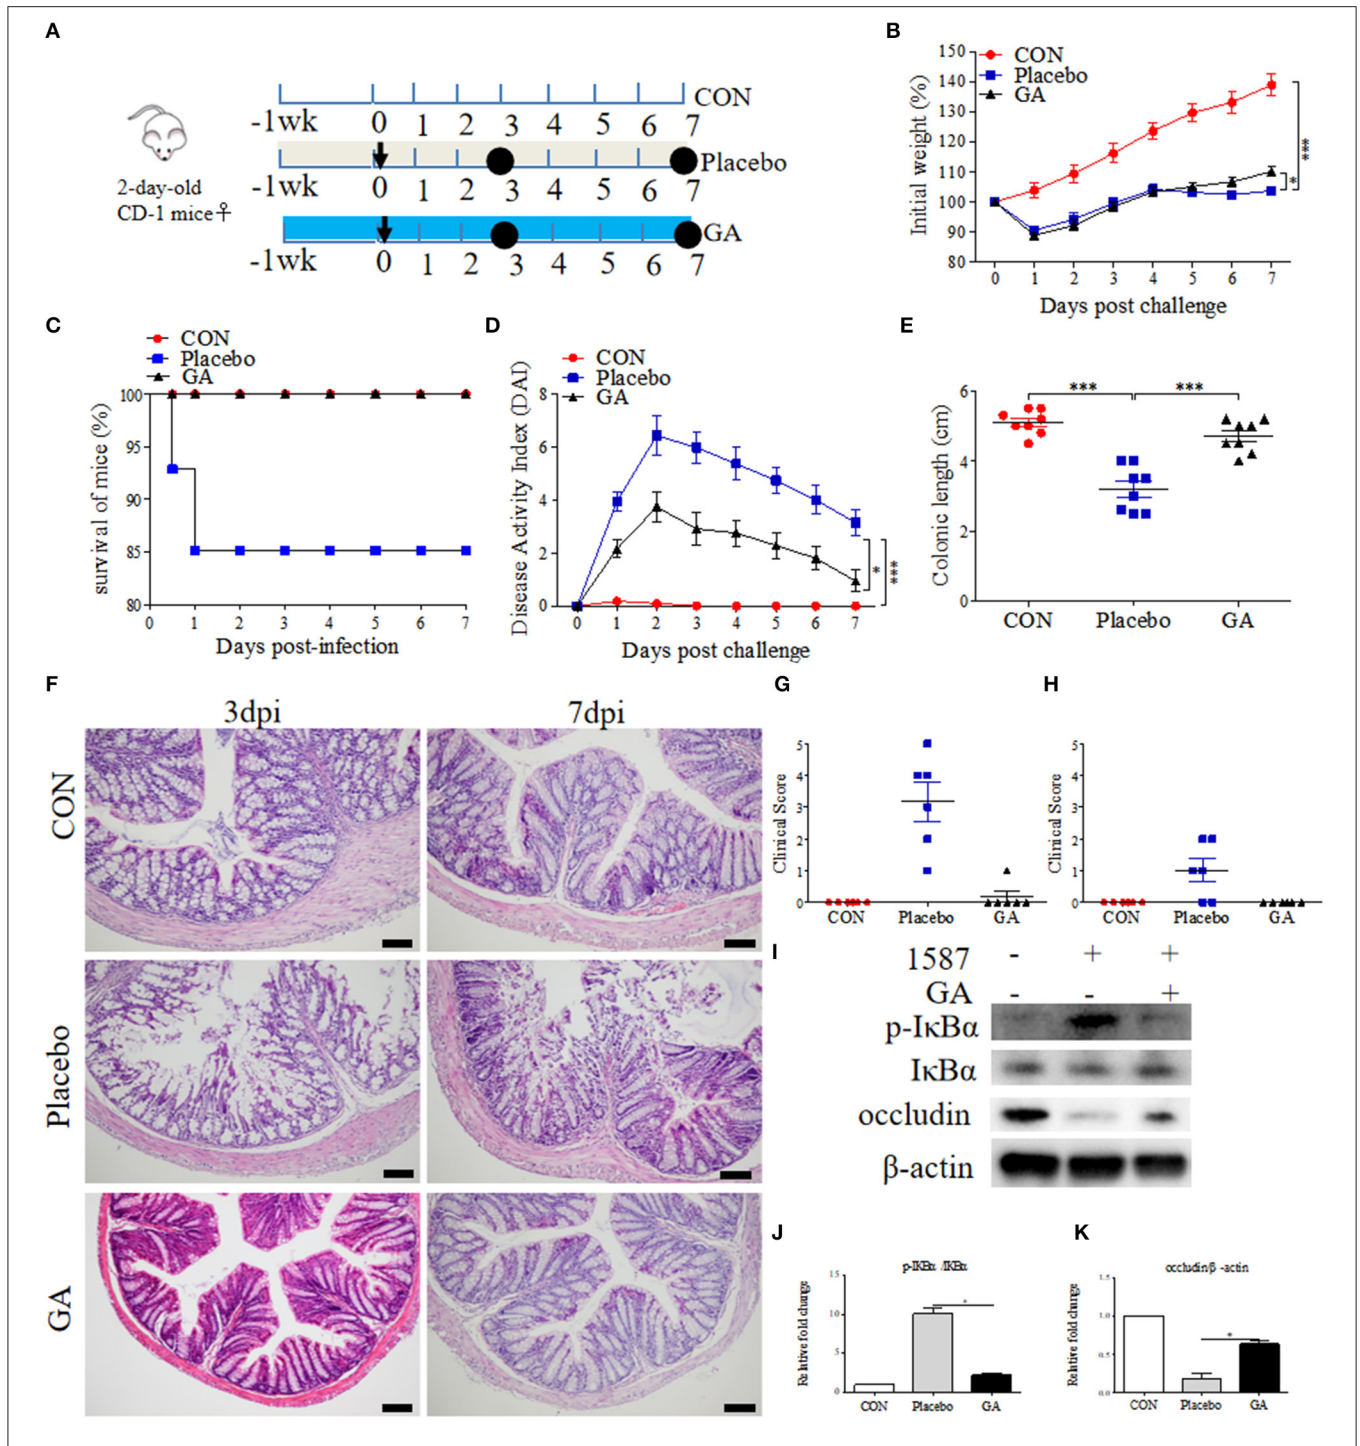 A
2-day-old
CD-1 mice♀
CON
-1wk 0 1 2 3 4 5 6 7
Placebo
-1wk 0 1 2 3 4 5 6 7
GA
-1wk 0 1 2 3 4 5 6 7
B
CON
Placebo
GA
Initial weight (%)
150
140
130
120
110
100
90
80
***
*
0 1 2 3 4 5 6 7
Days post challenge
C
CON
Placebo
GA
survival of mice (%)
100
95
90
85
80
0 1 2 3 4 5 6 7
Days post-infection
D
CON
Placebo
GA
Disease Activity Index (DAI)
8
6
4
2
0
*
***
0 1 2 3 4 5 6 7
Days post challenge
E
*** ***
Colonic length (cm)
6
4
2
0
CON Placebo GA
F
3dpi 7dpi
CON
Placebo
GA
G
Clinical Score
5
4
3
2
1
0
CON Placebo GA
H
Clinical Score
5
4
3
2
1
0
CON Placebo GA
I
1587 - + +
GA - - +
p-IκBα
IκBα
occludin
β-actin
J
p-IKBα /IKBα
Relative fold change
15
10
5
0
*
CON Placebo GA
K
occludinβ -actin
Relative fold change
1.5
1.0
0.5
0.0
*
CON Placebo GA